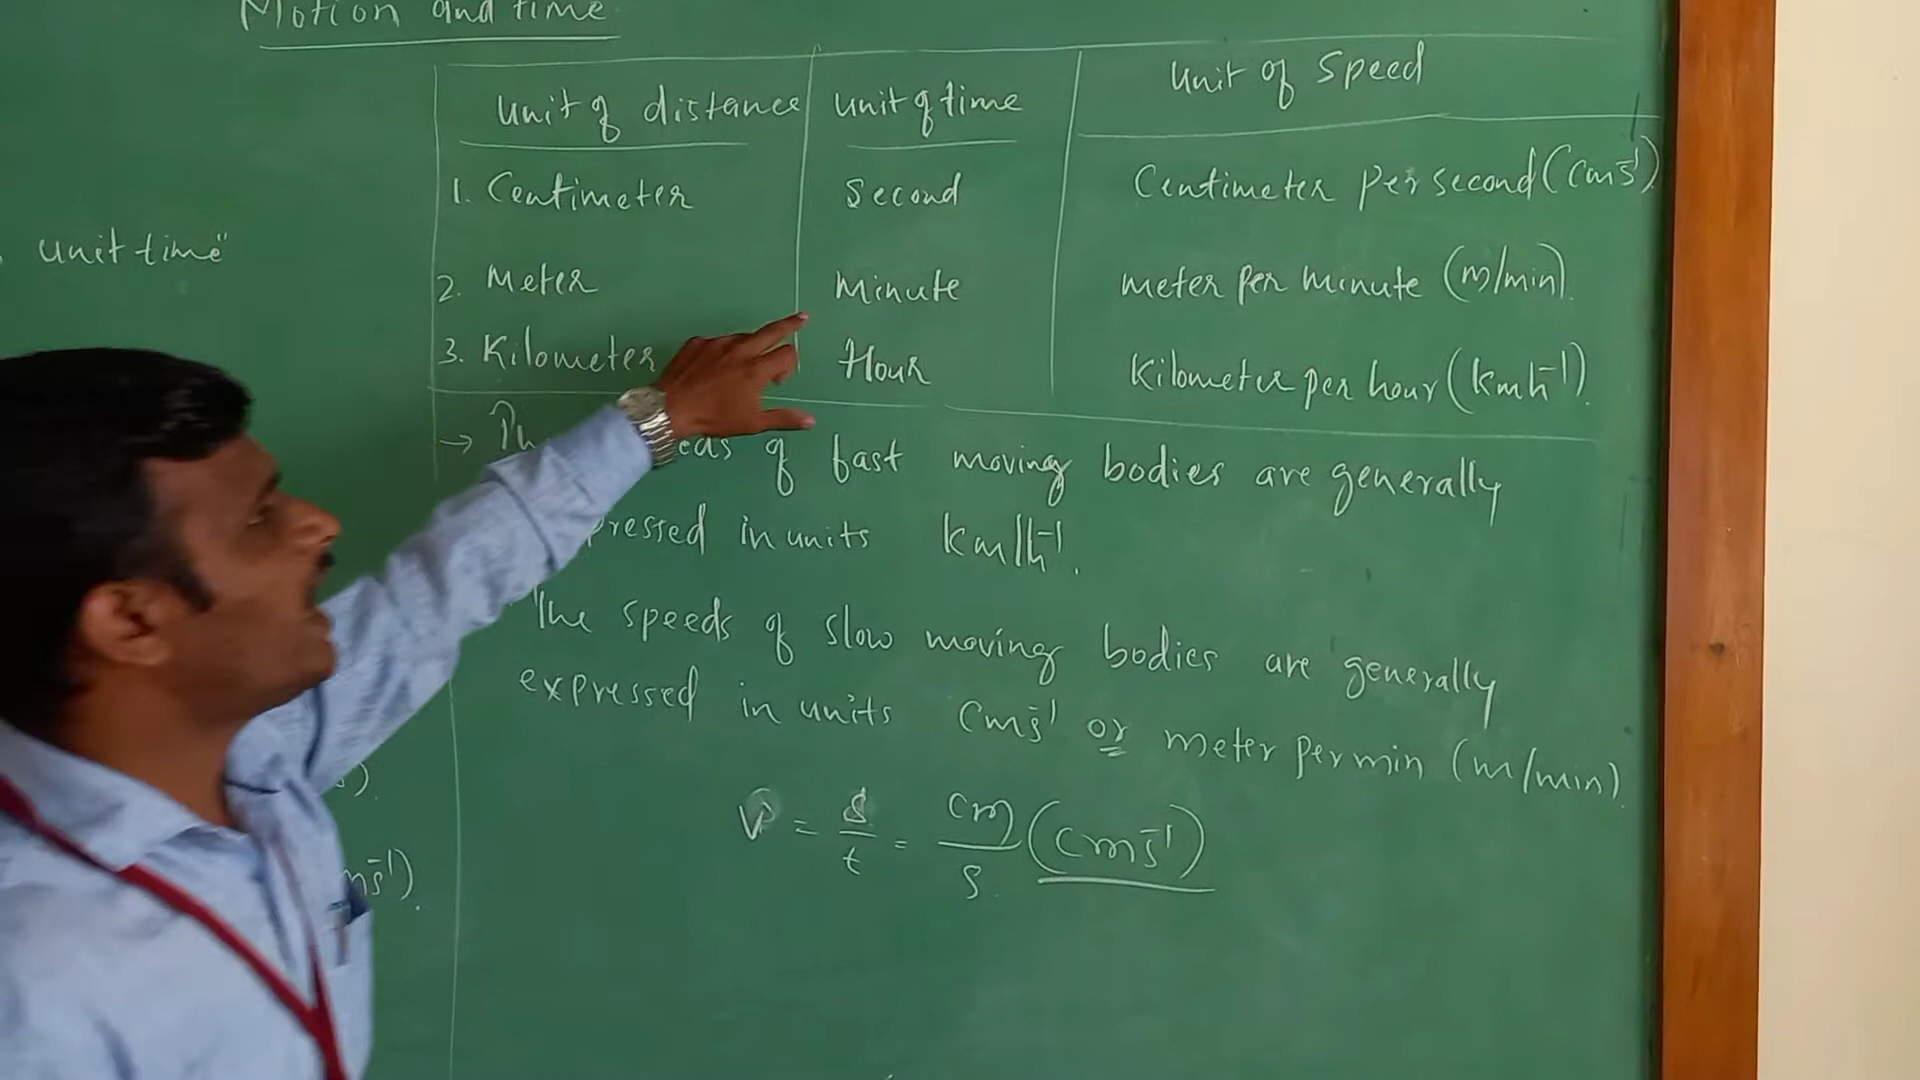 Motion and time
Unit of distance Unit of time Unit of Speed
1. Centimeter Second Centimeter per second (cms⁻¹)
unit time"
2. Meter Minute meter per minute (m/min).
3. Kilometer Hour Kilometer per hour (kmh⁻¹).
→ of fast moving bodies are generally
in units km/h⁻¹.
The speeds of slow moving bodies are generally
expressed in units cms⁻¹ or meter per min (m/min).
V = s/t = cm/s (cms⁻¹)